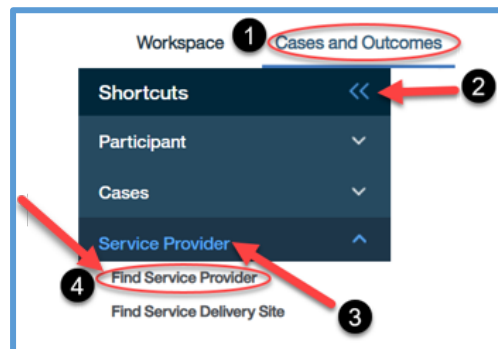 Workspace 1 Cases and Outcomes
Shortcuts << 2
Participant
Cases
Service Provider
4 Find Service Provider
3
Find Service Delivery Site